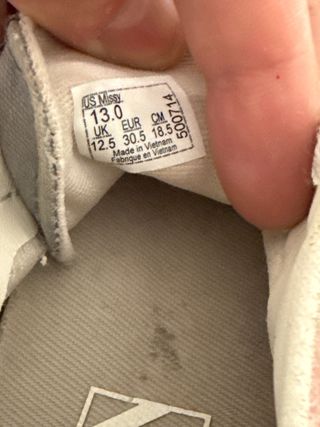 US Missy
13.0
UK EUR CM
12.5 30.5 18.5
Made in Vietnam
Fabrique en Vietnam
500714